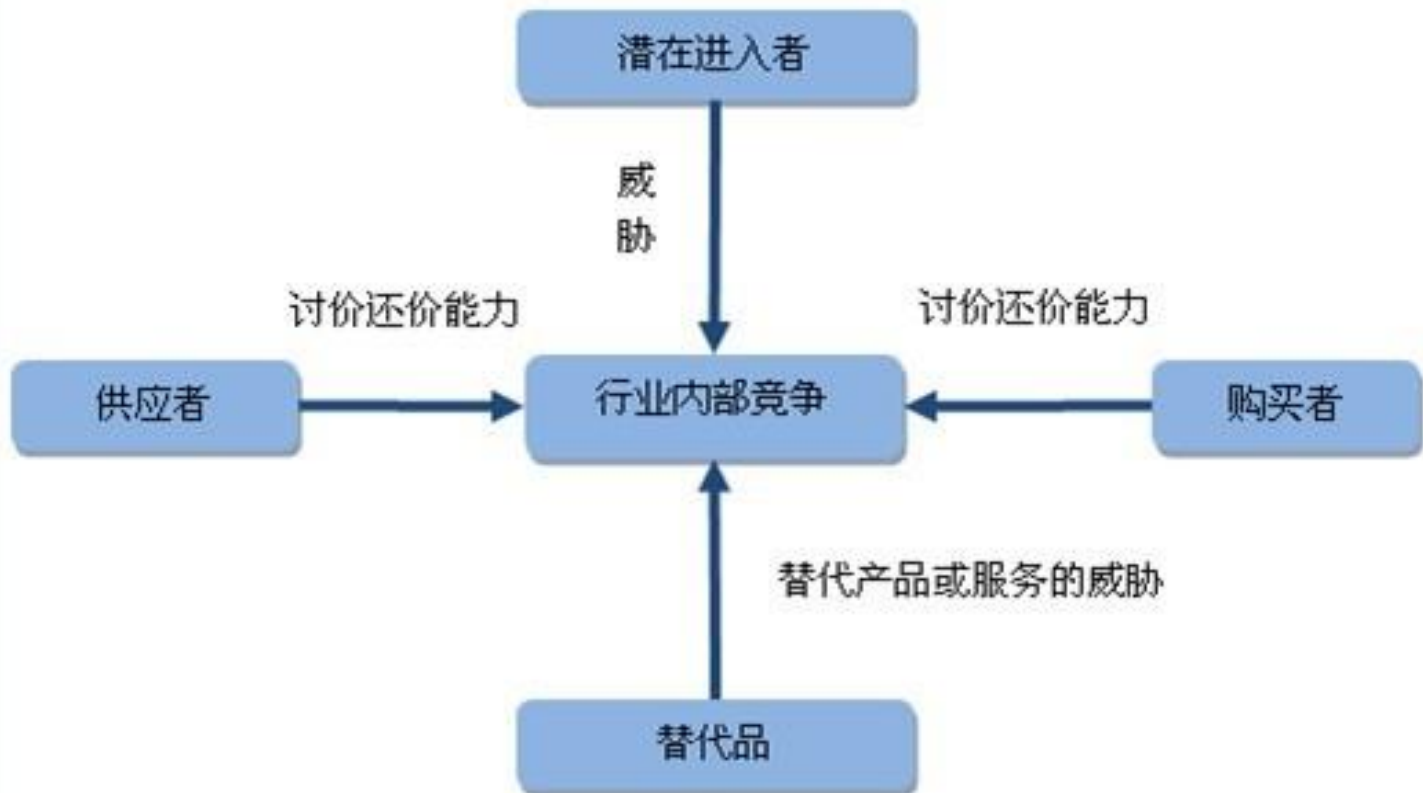 潜在进入者
威
胁
讨价还价能力
讨价还价能力
供应者
行业内部竞争
购买者
替代产品或服务的威胁
替代品